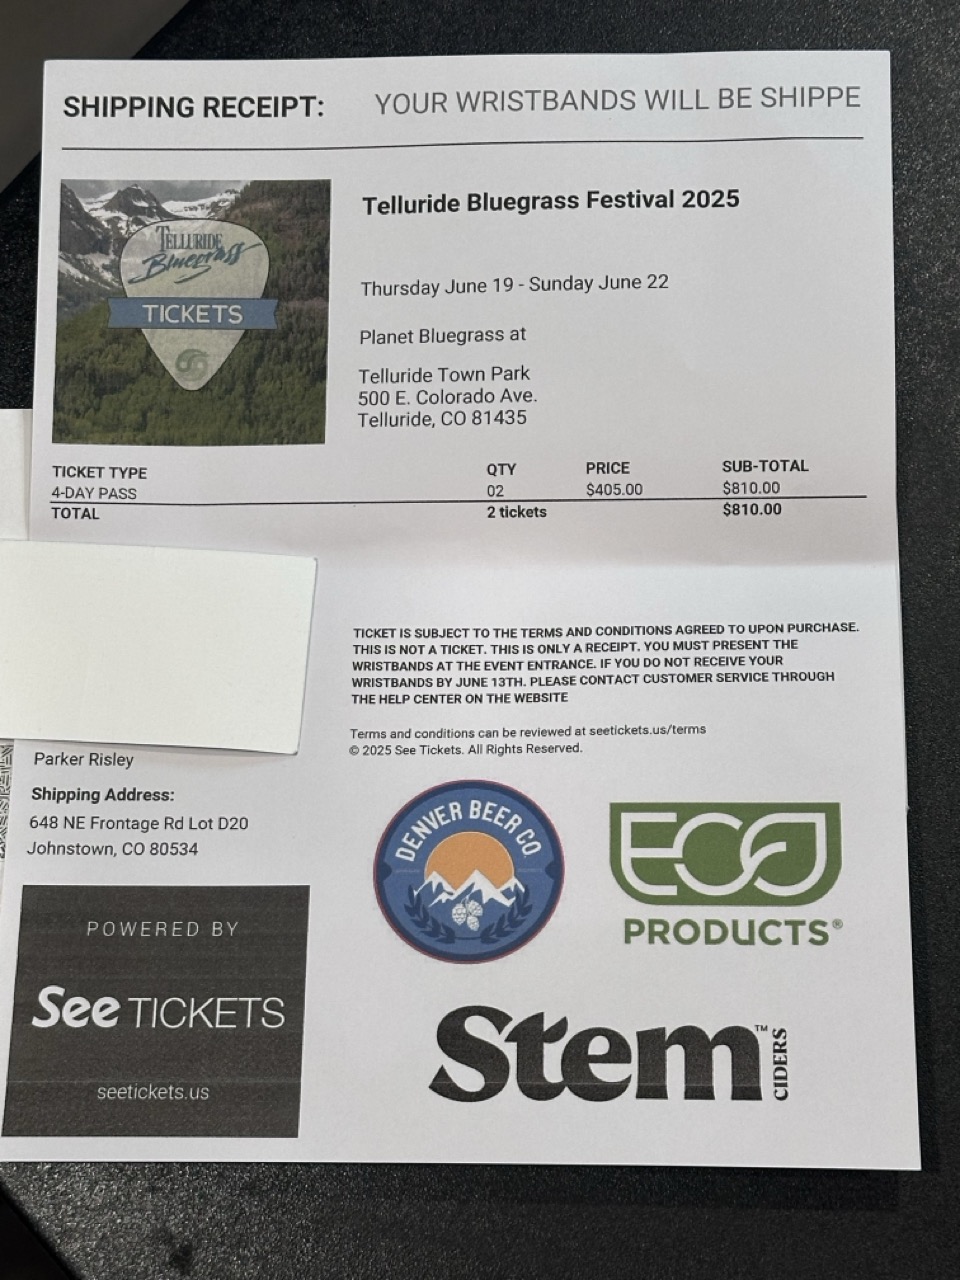 SHIPPING RECEIPT: YOUR WRISTBANDS WILL BE SHIPPE
TELLURIDE
Bluegrass
TICKETS
Telluride Bluegrass Festival 2025
Thursday June 19 - Sunday June 22
Planet Bluegrass at
Telluride Town Park
500 E. Colorado Ave.
Telluride, CO 81435
TICKET TYPE QTY PRICE SUB-TOTAL
4-DAY PASS 02 $405.00 $810.00
TOTAL 2 tickets $810.00
TICKET IS SUBJECT TO THE TERMS AND CONDITIONS AGREED TO UPON PURCHASE.
THIS IS NOT A TICKET. THIS IS ONLY A RECEIPT. YOU MUST PRESENT THE
WRISTBANDS AT THE EVENT ENTRANCE. IF YOU DO NOT RECEIVE YOUR
WRISTBANDS BY JUNE 13TH. PLEASE CONTACT CUSTOMER SERVICE THROUGH
THE HELP CENTER ON THE WEBSITE
Terms and conditions can be reviewed at seetickets.us/terms
© 2025 See Tickets. All Rights Reserved.
Parker Risley
Shipping Address:
648 NE Frontage Rd Lot D20
Johnstown, CO 80534
POWERED BY
See TICKETS
seetickets.us
DENVER BEER CO.
ECO
PRODUCTS®
Stem™
CIDERS